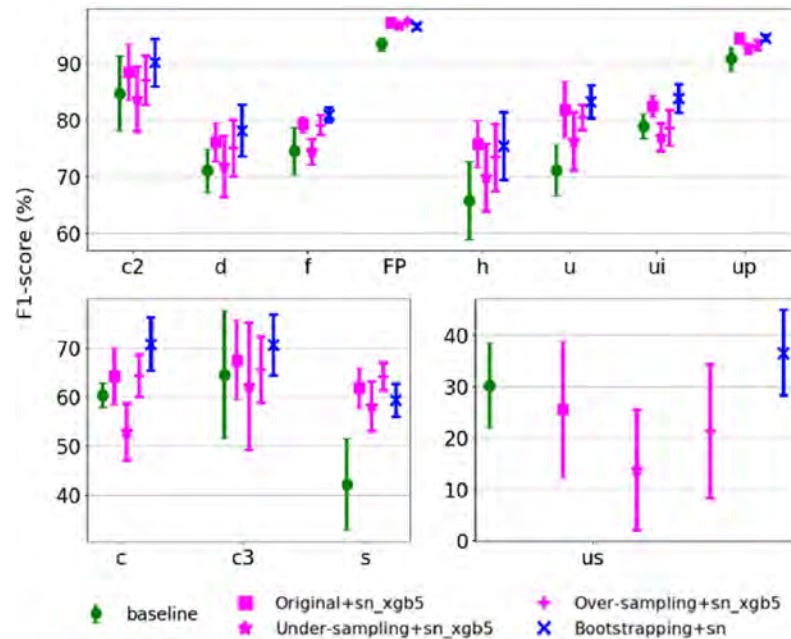 F1-score (%)
90
80
70
60
c2 d f FP h u ui up
70
60
50
40
c c3 s
40
30
20
10
0
us
baseline
Original+sn_xgb5
Under-sampling+sn_xgb5
Over-sampling+sn_xgb5
Bootstrapping+sn